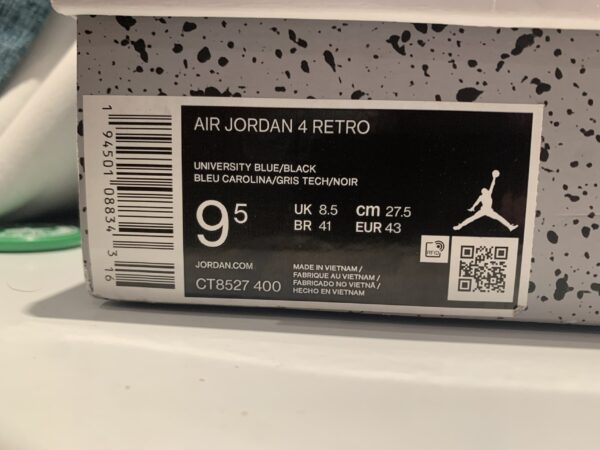 AIR JORDAN 4 RETRO
UNIVERSITY BLUE/BLACK
BLEU CAROLINA/GRIS TECH/NOIR
9 5
UK 8.5 cm 27.5
BR 41 EUR 43
JORDAN.COM
CT8527 400
MADE IN VIETNAM /
FABRIQUE AU VIETNAM /
FABRICADO NO VIETNÃ /
HECHO EN VIETNAM
1 94501 08834 3 16